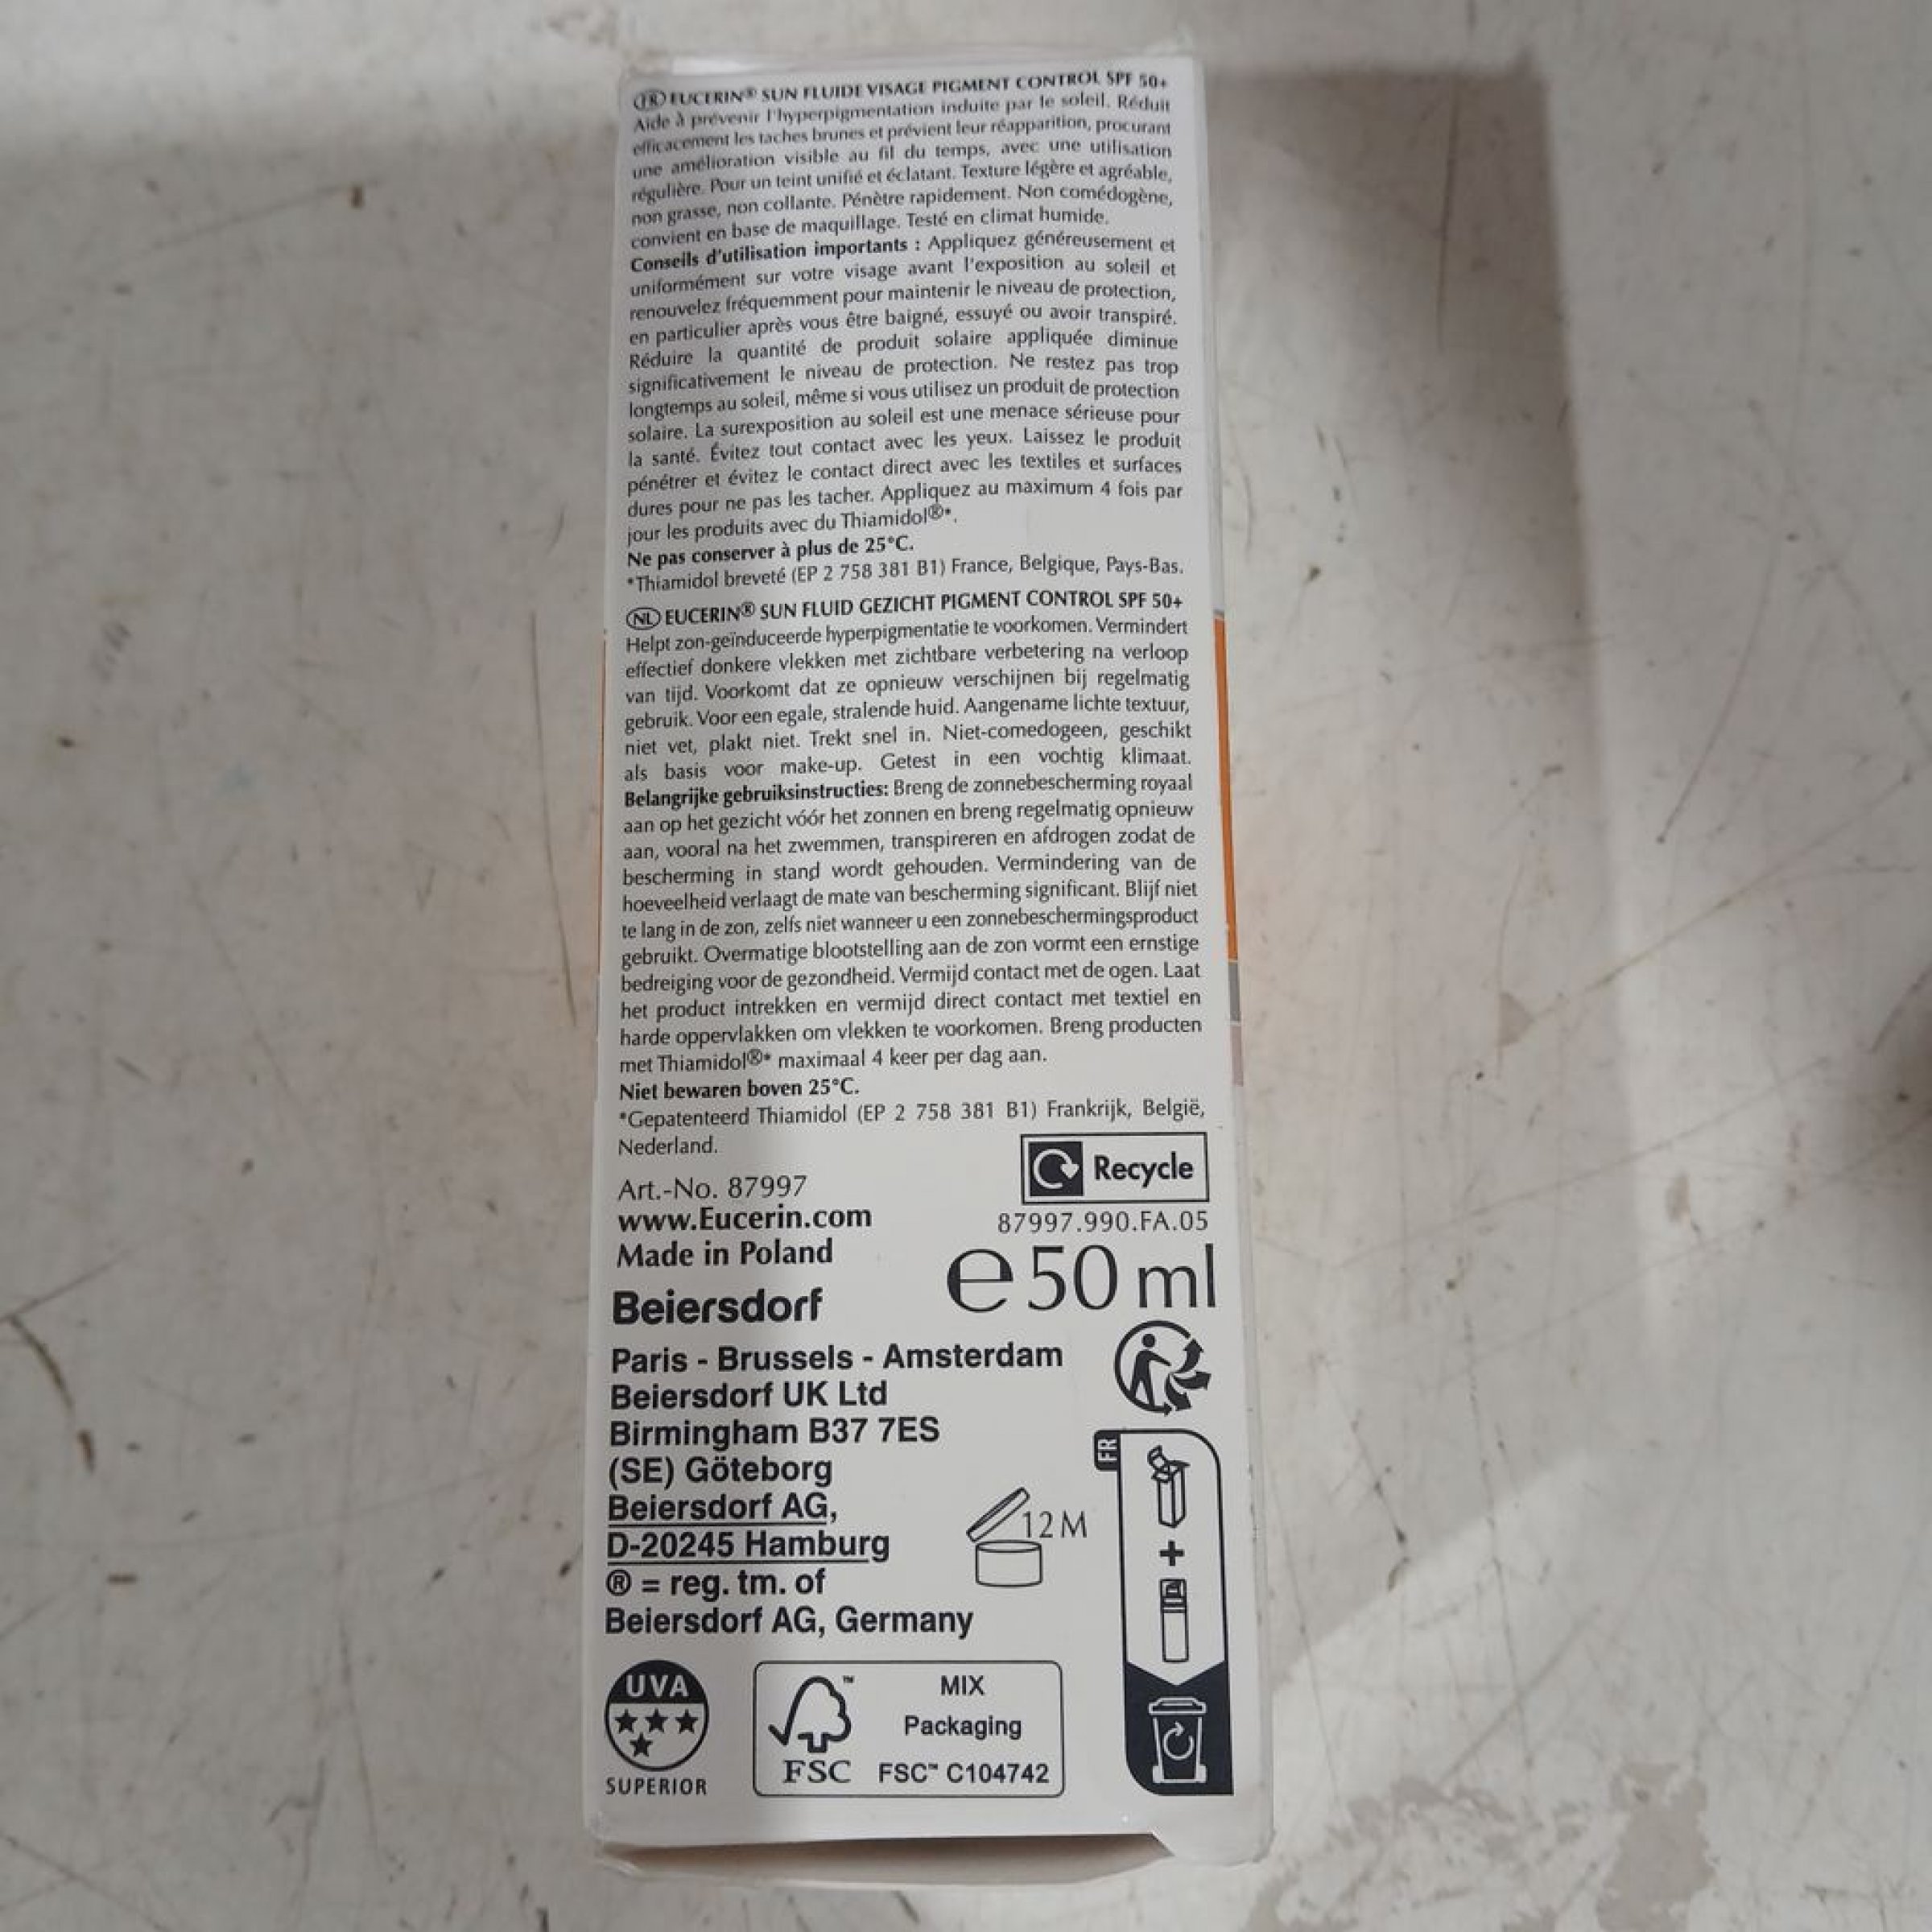 FR EUCERIN® SUN FLUIDE VISAGE PIGMENT CONTROL SPF 50+
Aide à prévenir l'hyperpigmentation induite par le soleil. Réduit
efficacement les taches brunes et prévient leur réapparition, procurant
une amélioration visible au fil du temps, avec une utilisation
régulière. Pour un teint unifié et éclatant. Texture légère et agréable,
non grasse, non collante. Pénètre rapidement. Non comédogène,
convient en base de maquillage. Testé en climat humide.
Conseils d'utilisation importants : Appliquez généreusement et
uniformément sur votre visage avant l'exposition au soleil et
renouvelez fréquemment pour maintenir le niveau de protection,
en particulier après vous être baigné, essuyé ou avoir transpiré.
Réduire la quantité de produit solaire appliquée diminue
significativement le niveau de protection. Ne restez pas trop
longtemps au soleil, même si vous utilisez un produit de protection
solaire. La surexposition au soleil est une menace sérieuse pour
la santé. Évitez tout contact avec les yeux. Laissez le produit
pénétrer et évitez le contact direct avec les textiles et surfaces
dures pour ne pas les tacher. Appliquez au maximum 4 fois par
jour les produits avec du Thiamidol®*.
Ne pas conserver à plus de 25°C.
*Thiamidol breveté (EP 2 758 381 B1) France, Belgique, Pays-Bas.
NL EUCERIN® SUN FLUID GEZICHT PIGMENT CONTROL SPF 50+
Helpt zon-geïnduceerde hyperpigmentatie te voorkomen. Vermindert
effectief donkere vlekken met zichtbare verbetering na verloop
van tijd. Voorkomt dat ze opnieuw verschijnen bij regelmatig
gebruik. Voor een egale, stralende huid. Aangename lichte textuur,
niet vet, plakt niet. Trekt snel in. Niet-comedogeen, geschikt
als basis voor make-up. Getest in een vochtig klimaat.
Belangrijke gebruiksinstructies: Breng de zonnebescherming royaal
aan op het gezicht vóór het zonnen en breng regelmatig opnieuw
aan, vooral na het zwemmen, transpireren en afdrogen zodat de
bescherming in stand wordt gehouden. Vermindering van de
hoeveelheid verlaagt de mate van bescherming significant. Blijf niet
te lang in de zon, zelfs niet wanneer u een zonnebeschermingsproduct
gebruikt. Overmatige blootstelling aan de zon vormt een ernstige
bedreiging voor de gezondheid. Vermijd contact met de ogen. Laat
het product intrekken en vermijd direct contact met textiel en
harde oppervlakken om vlekken te voorkomen. Breng producten
met Thiamidol®* maximaal 4 keer per dag aan.
Niet bewaren boven 25°C.
*Gepatenteerd Thiamidol (EP 2 758 381 B1) Frankrijk, België,
Nederland.
Recycle
Art.-No. 87997
www.Eucerin.com
87997.990.FA.05
Made in Poland
e 50 ml
Beiersdorf
Paris - Brussels - Amsterdam
Beiersdorf UK Ltd
Birmingham B37 7ES
(SE) Göteborg
Beiersdorf AG,
D-20245 Hamburg
® = reg. tm. of
Beiersdorf AG, Germany
12 M
FR
+
UVA
SUPERIOR
FSC
MIX
Packaging
FSC™ C104742